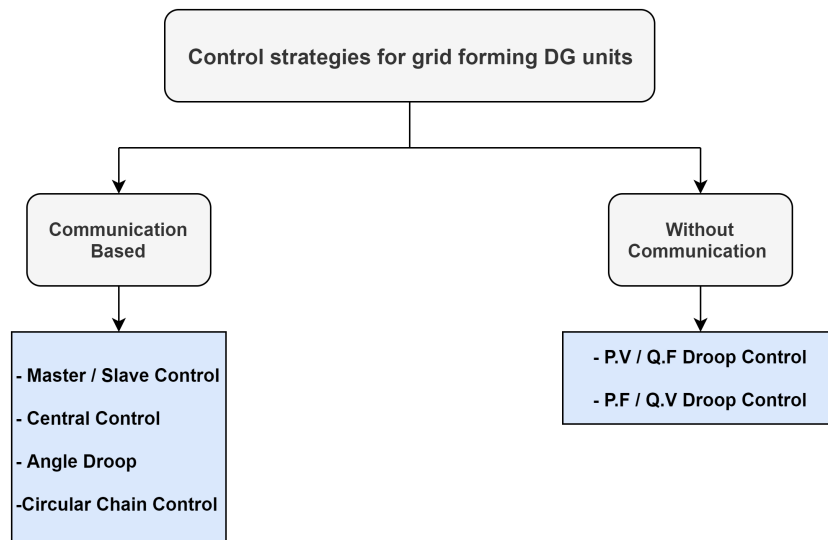 Control strategies for grid forming DG units
Communication
Based
Without
Communication
- Master / Slave Control
- Central Control
- Angle Droop
-Circular Chain Control
- P.V / Q.F Droop Control
- P.F / Q.V Droop Control